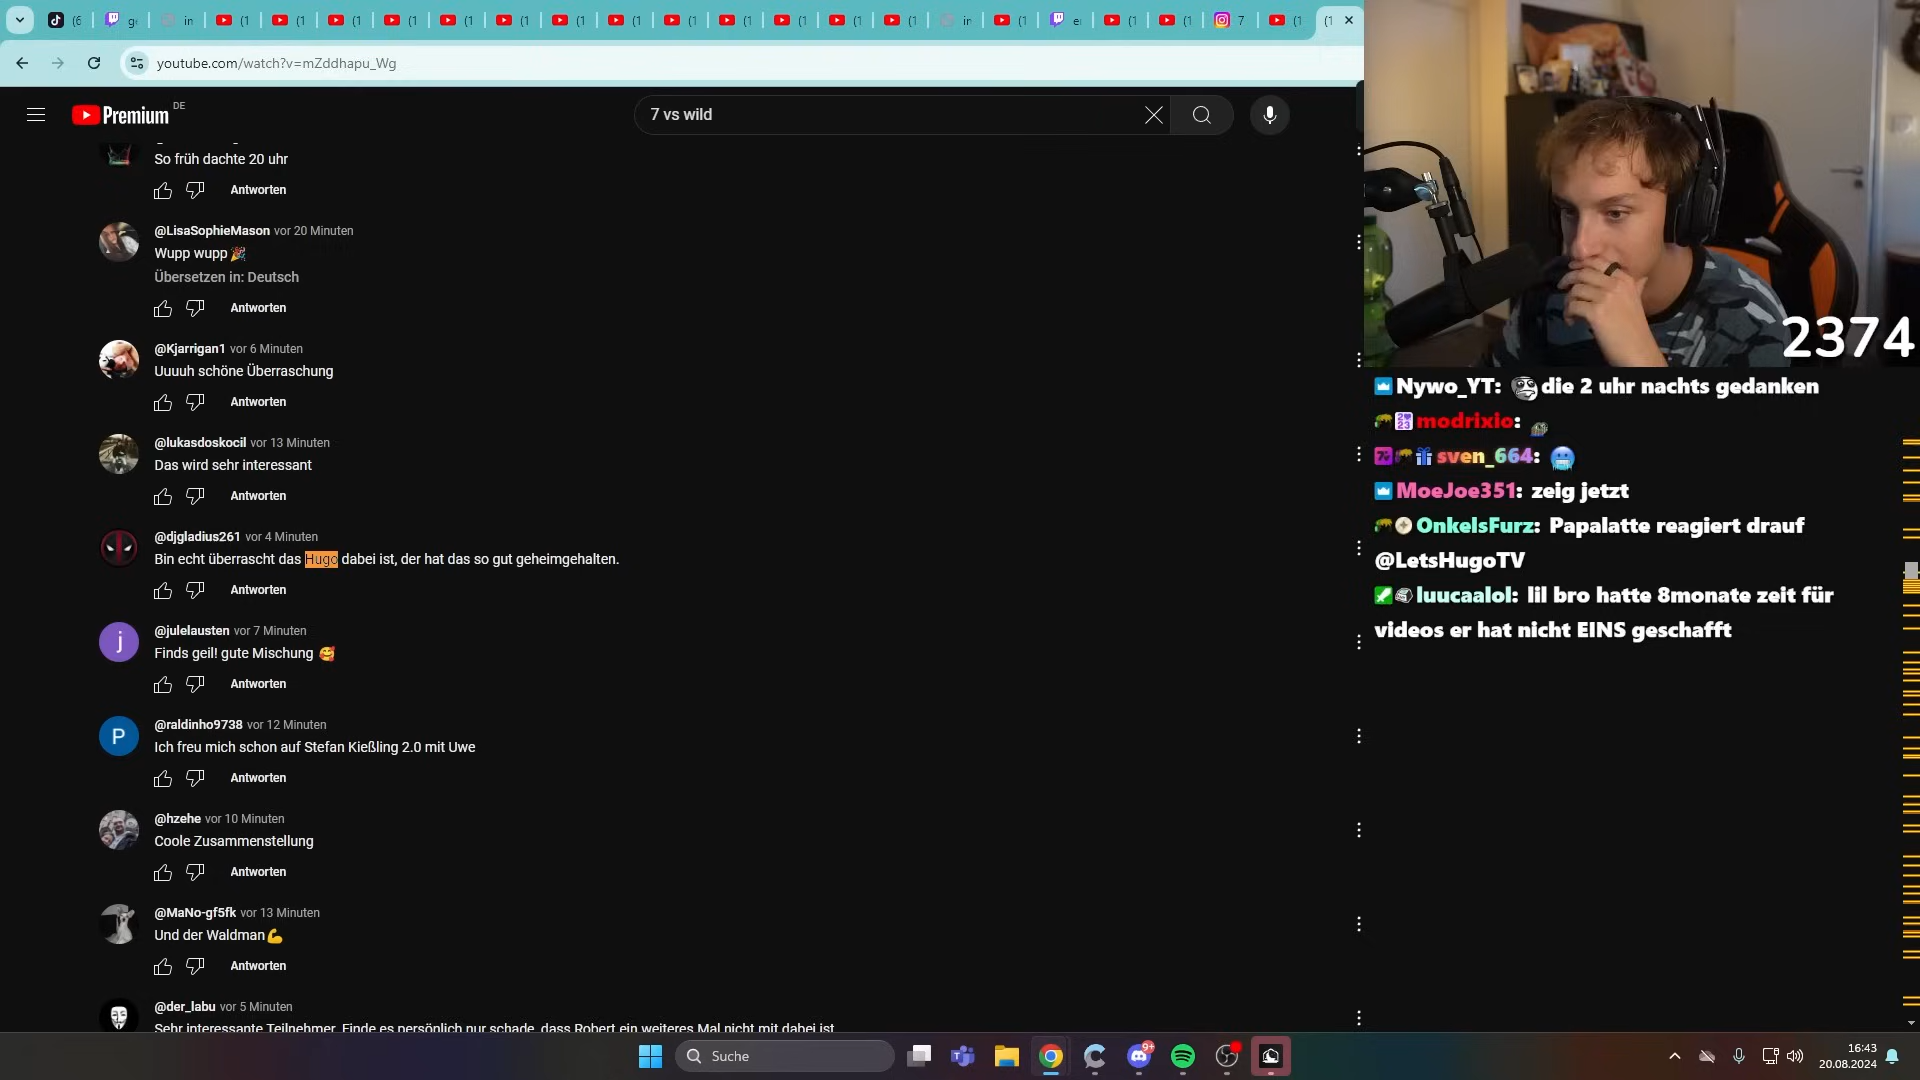 youtube.com/watch?v=mZddhapu_Wg
Premium DE
7 vs wild
So früh dachte 20 uhr
Antworten
@LisaSophieMason vor 20 Minuten
Wupp wupp🎉
Übersetzen in: Deutsch
Antworten
@Kjarrigan1 vor 6 Minuten
Uuuuh schöne Überraschung
Antworten
@lukasdoskocil vor 13 Minuten
Das wird sehr interessant
Antworten
@djgladius261 vor 4 Minuten
Bin echt überrascht das Hugo dabei ist, der hat das so gut geheimgehalten.
Antworten
j
@julelausten vor 7 Minuten
Finds geil! gute Mischung 🥰
Antworten
P
@raldinho9738 vor 12 Minuten
Ich freu mich schon auf Stefan Kießling 2.0 mit Uwe
Antworten
@hzehe vor 10 Minuten
Coole Zusammenstellung
Antworten
@MaNo-gf5fk vor 13 Minuten
Und der Waldman💪
Antworten
@der_labu vor 5 Minuten
Sehr interessante Teilnehmer. Finde es persönlich nur schade, dass Robert ein weiteres Mal nicht mit dabei ist
2374
Nywo_YT: die 2 uhr nachts gedanken
modrixio:
sven_664: 🥶
MoeJoe351: zeig jetzt
OnkelsFurz: Papalatte reagiert drauf
@LetsHugoTV
luucaalol: lil bro hatte 8monate zeit für
videos er hat nicht EINS geschafft
Suche
9+
16:43
20.08.2024